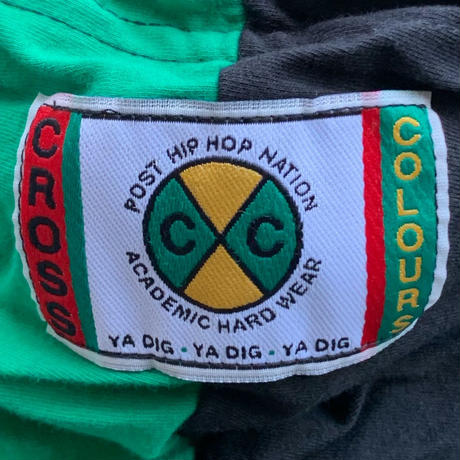 CROSS
POST HIP HOP NATION
C C
ACADEMIC HARD WEAR
YA DIG · YA DIG · YA DIG
COLOURS